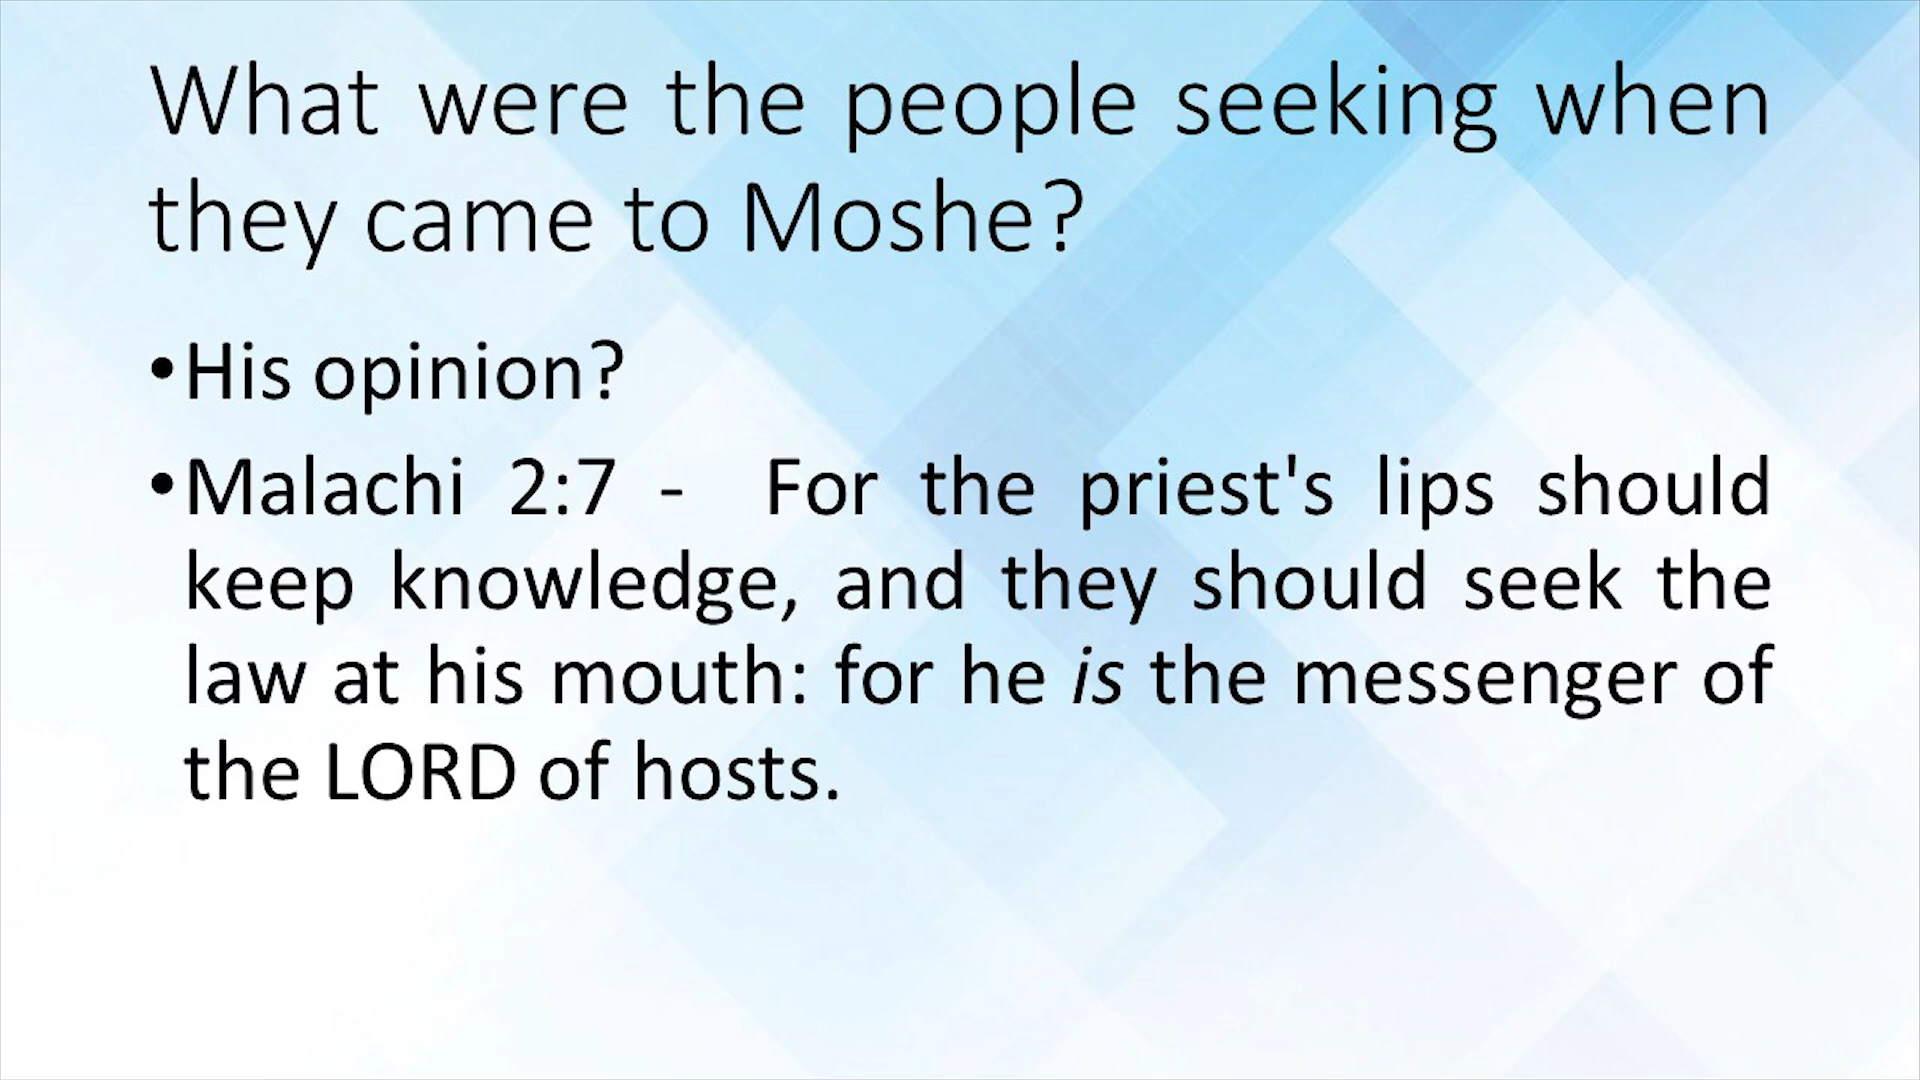 What were the people seeking when
they came to Moshe?
•His opinion?
•Malachi 2:7 - For the priest's lips should
keep knowledge, and they should seek the
law at his mouth: for he is the messenger of
the LORD of hosts.